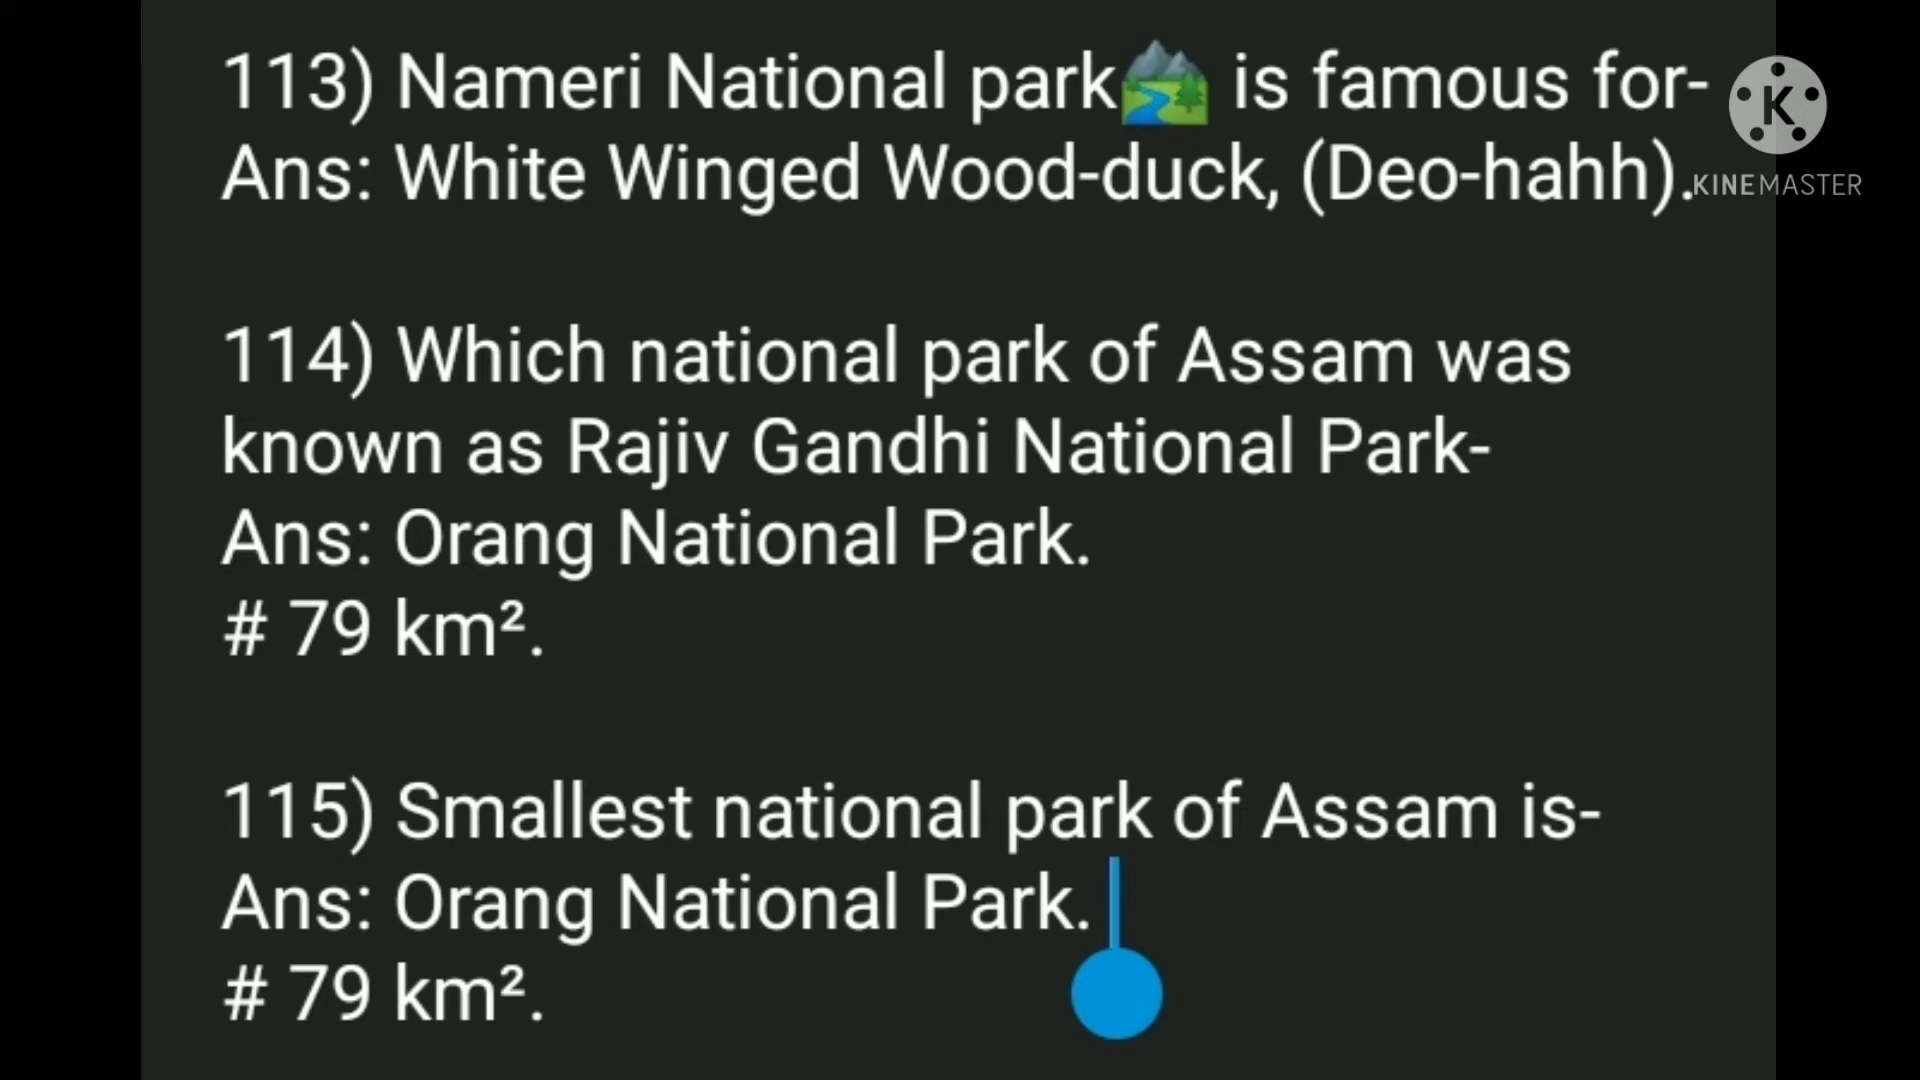 113) Nameri National park🏞️ is famous for-
Ans: White Winged Wood-duck, (Deo-hahh).
K
KINEMASTER
114) Which national park of Assam was
known as Rajiv Gandhi National Park-
Ans: Orang National Park.
# 79 km².
115) Smallest national park of Assam is-
Ans: Orang National Park.
# 79 km².